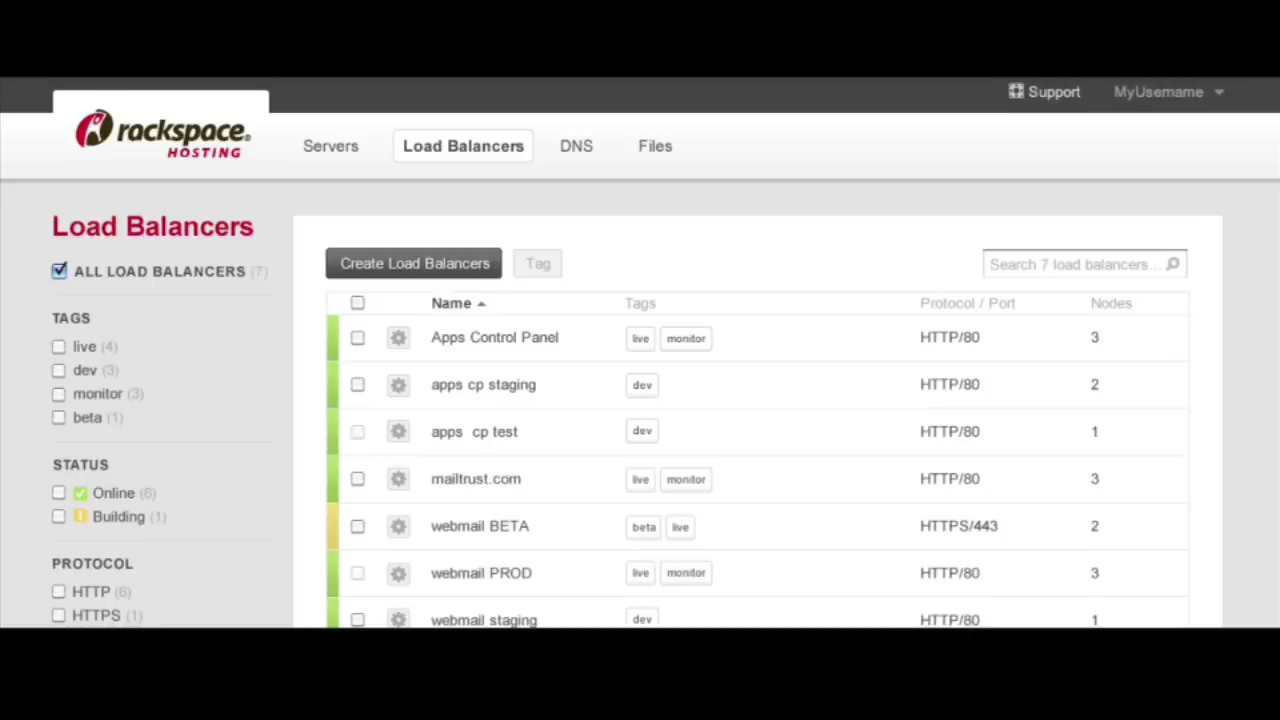 Support MyUsername
rackspace®
HOSTING
Servers Load Balancers DNS Files
Load Balancers
ALL LOAD BALANCERS (7)
TAGS
live (4)
dev (3)
monitor (3)
beta (1)
STATUS
Online (6)
Building (1)
PROTOCOL
HTTP (6)
HTTPS (1)
Create Load Balancers Tag Search 7 load balancers...
Name Tags Protocol / Port Nodes
Apps Control Panel live monitor HTTP/80 3
apps cp staging dev HTTP/80 2
apps cp test dev HTTP/80 1
mailtrust.com live monitor HTTP/80 3
webmail BETA beta live HTTPS/443 2
webmail PROD live monitor HTTP/80 3
webmail staging dev HTTP/80 1